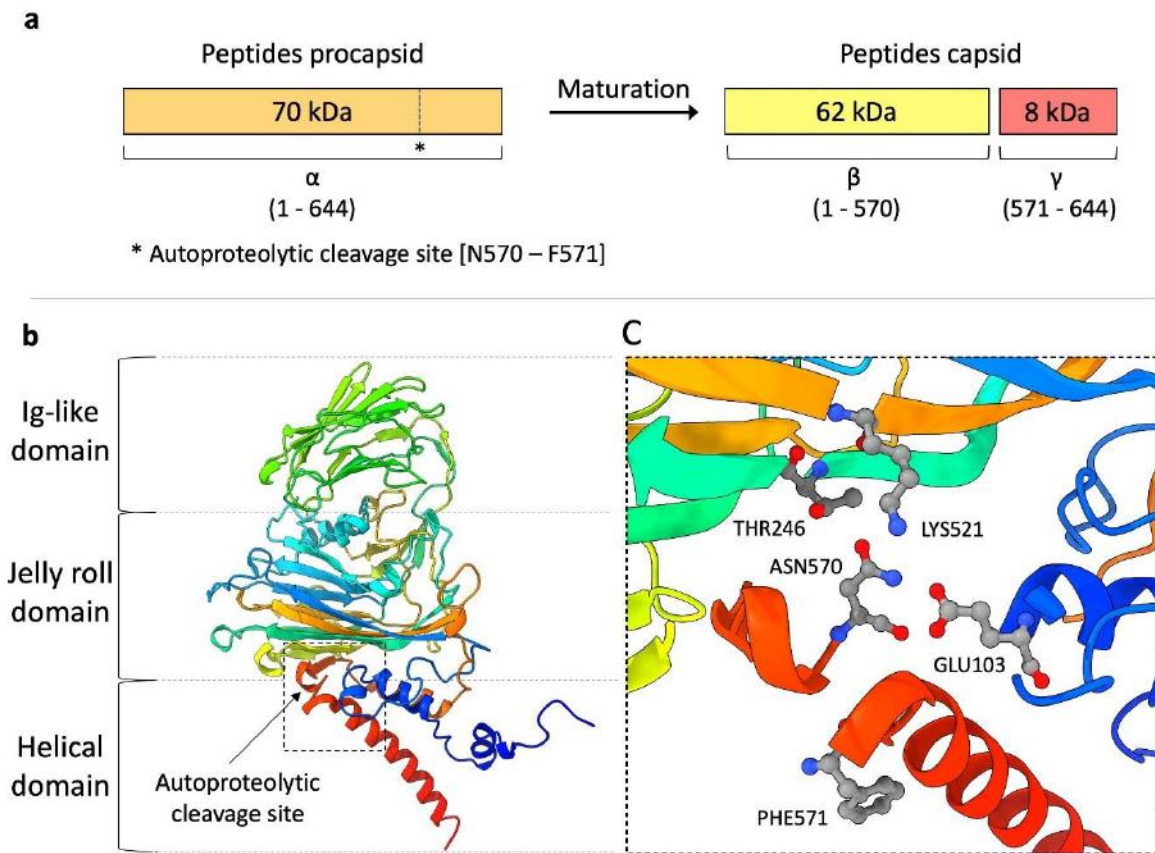 a
Peptides procapsid
Peptides capsid
70 kDa
Maturation
62 kDa
8 kDa
*
α
(1 - 644)
β
(1 - 570)
γ
(571 - 644)
* Autoproteolytic cleavage site [N570 – F571]
b
C
Ig-like
domain
Jelly roll
domain
Helical
domain
Autoproteolytic
cleavage site
THR246
LYS521
ASN570
GLU103
PHE571